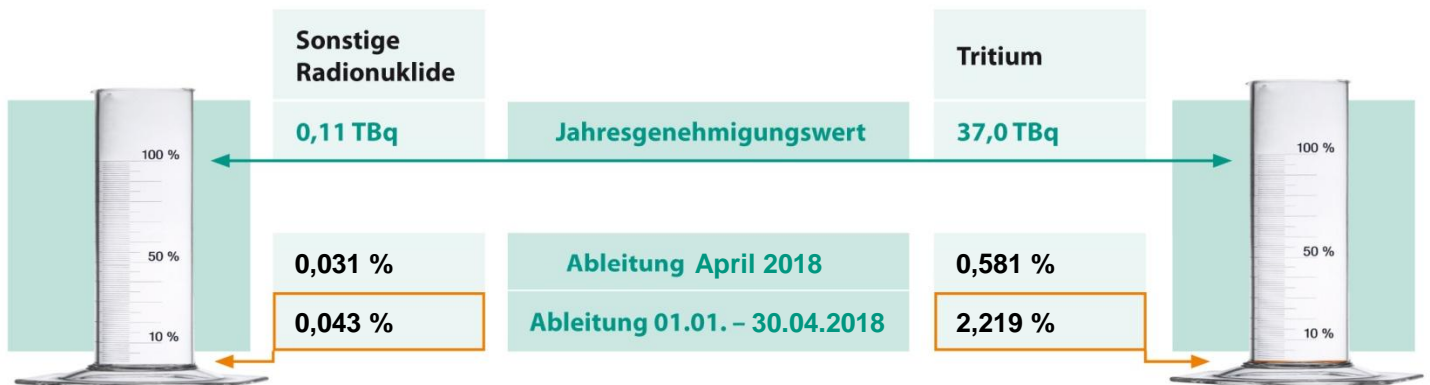 Sonstige
Radionuklide
Tritium
0,11 TBq
Jahresgenehmigungswert
37,0 TBq
100 %
100 %
50 %
0,031 %
Ableitung April 2018
0,581 %
50 %
0,043 %
Ableitung 01.01. – 30.04.2018
2,219 %
10 %
10 %